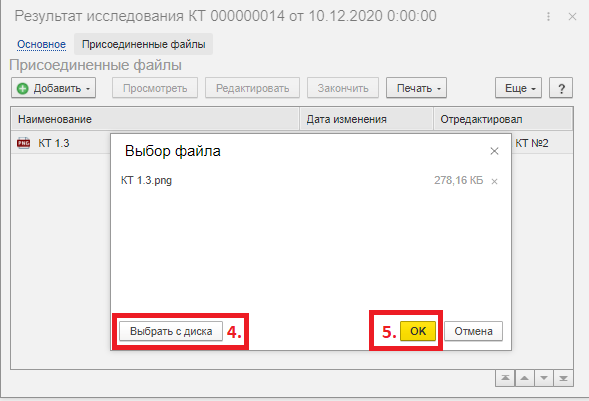 Результат исследования КТ 000000014 от 10.12.2020 0:00:00
Основное Присоединенные файлы
Присоединенные файлы
Добавить Просмотреть Редактировать Закончить Печать Еще ?
Наименование Дата изменения Отредактировал
PNG КТ 1.3 КТ №2
Выбор файла
КТ 1.3.png 278,16 КБ
Выбрать с диска 4. 5. ОК Отмена